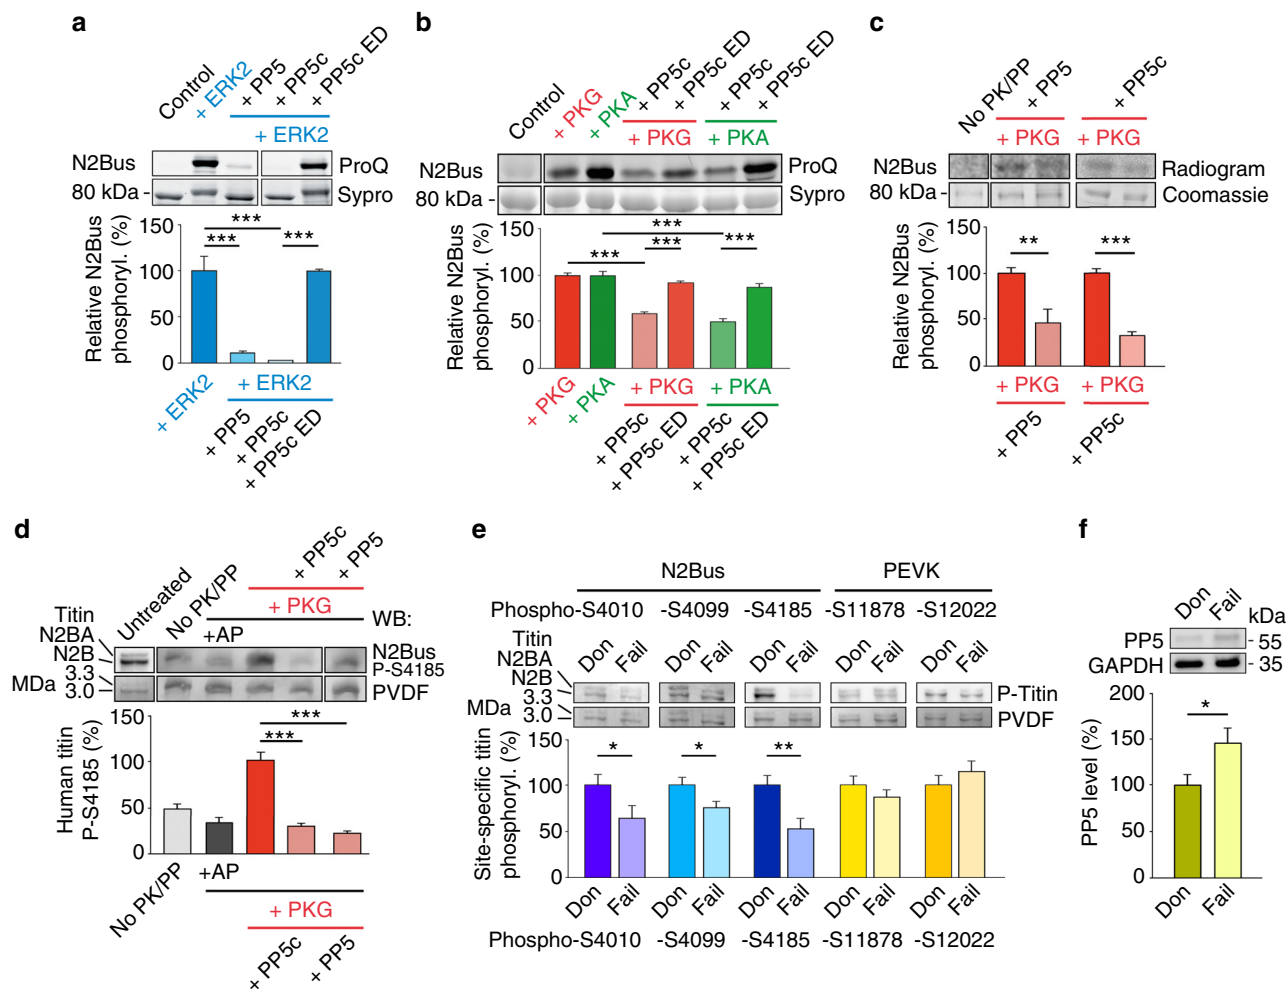 a
Control
+ ERK2
+ PP5
+ PP5c
+ PP5c ED
+ ERK2
N2Bus
ProQ
80 kDa -
Sypro
Relative N2Bus
phosphoryl. (%)
150
100
50
0
***
***
***
+ ERK2
+ ERK2
+ PP5
+ PP5c
+ PP5c ED
b
Control
+ PKG
+ PKA
+ PP5c
+ PP5c ED
+ PP5c
+ PP5c ED
+ PKG
+ PKA
N2Bus
ProQ
80 kDa -
Sypro
Relative N2Bus
phosphoryl. (%)
150
100
50
0
***
***
***
***
+ PKG
+ PKA
+ PKG
+ PKA
+ PP5c
+ PP5c ED
+ PP5c
+ PP5c ED
c
No PK/PP
+ PP5
+ PP5c
+ PKG
+ PKG
N2Bus
Radiogram
80 kDa -
Coomassie
Relative N2Bus
phosphoryl. (%)
150
100
50
0
**
***
+ PKG
+ PKG
+ PP5
+ PP5c
d
Untreated
No PK/PP
+ PP5c
+ PP5
+ PKG
+AP
WB:
Titin
N2BA
N2B
3.3
MDa
3.0
N2Bus
P-S4185
PVDF
Human titin
P-S4185 (%)
150
100
50
0
***
***
No PK/PP
+AP
+ PKG
+ PP5c
+ PP5
e
N2Bus
PEVK
Phospho-S4010
-S4099
-S4185
-S11878
-S12022
Titin
N2BA
N2B
3.3
MDa
3.0
Don
Fail
Don
Fail
Don
Fail
Don
Fail
Don
Fail
P-Titin
PVDF
Site-specific titin
phosphoryl. (%)
150
100
50
0
*
*
**
Don
Fail
Don
Fail
Don
Fail
Don
Fail
Don
Fail
Phospho-S4010
-S4099
-S4185
-S11878
-S12022
f
Don
Fail
kDa
PP5
- 55
GAPDH
- 35
PP5 level (%)
200
150
100
50
0
*
Don
Fail